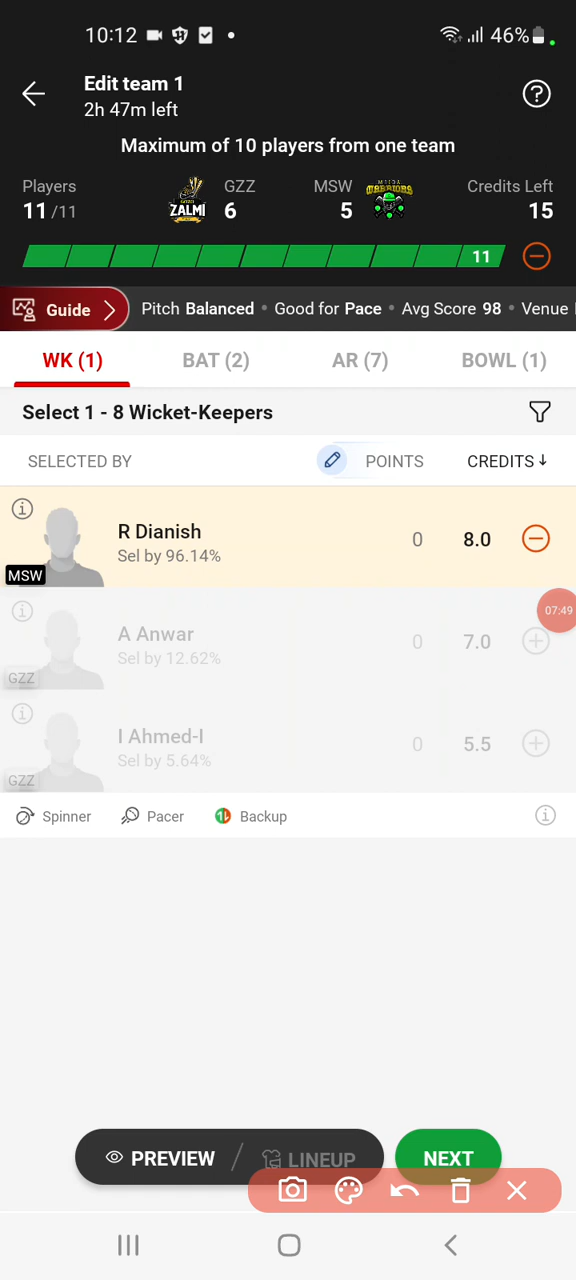 10:12 46%
Edit team 1
2h 47m left
Maximum of 10 players from one team
Players GZZ MSW Credits Left
11/11 ZALMI 6 5 WARRIORS 15
11
Guide Pitch Balanced • Good for Pace • Avg Score 98 • Venue
WK (1) BAT (2) AR (7) BOWL (1)
Select 1 - 8 Wicket-Keepers
SELECTED BY POINTS CREDITS↓
R Dianish 0 8.0
Sel by 96.14%
MSW
07:49
A Anwar 0 7.0
Sel by 12.62%
GZZ
I Ahmed-I 0 5.5
Sel by 5.64%
GZZ
Spinner Pacer Backup
PREVIEW / LINEUP NEXT